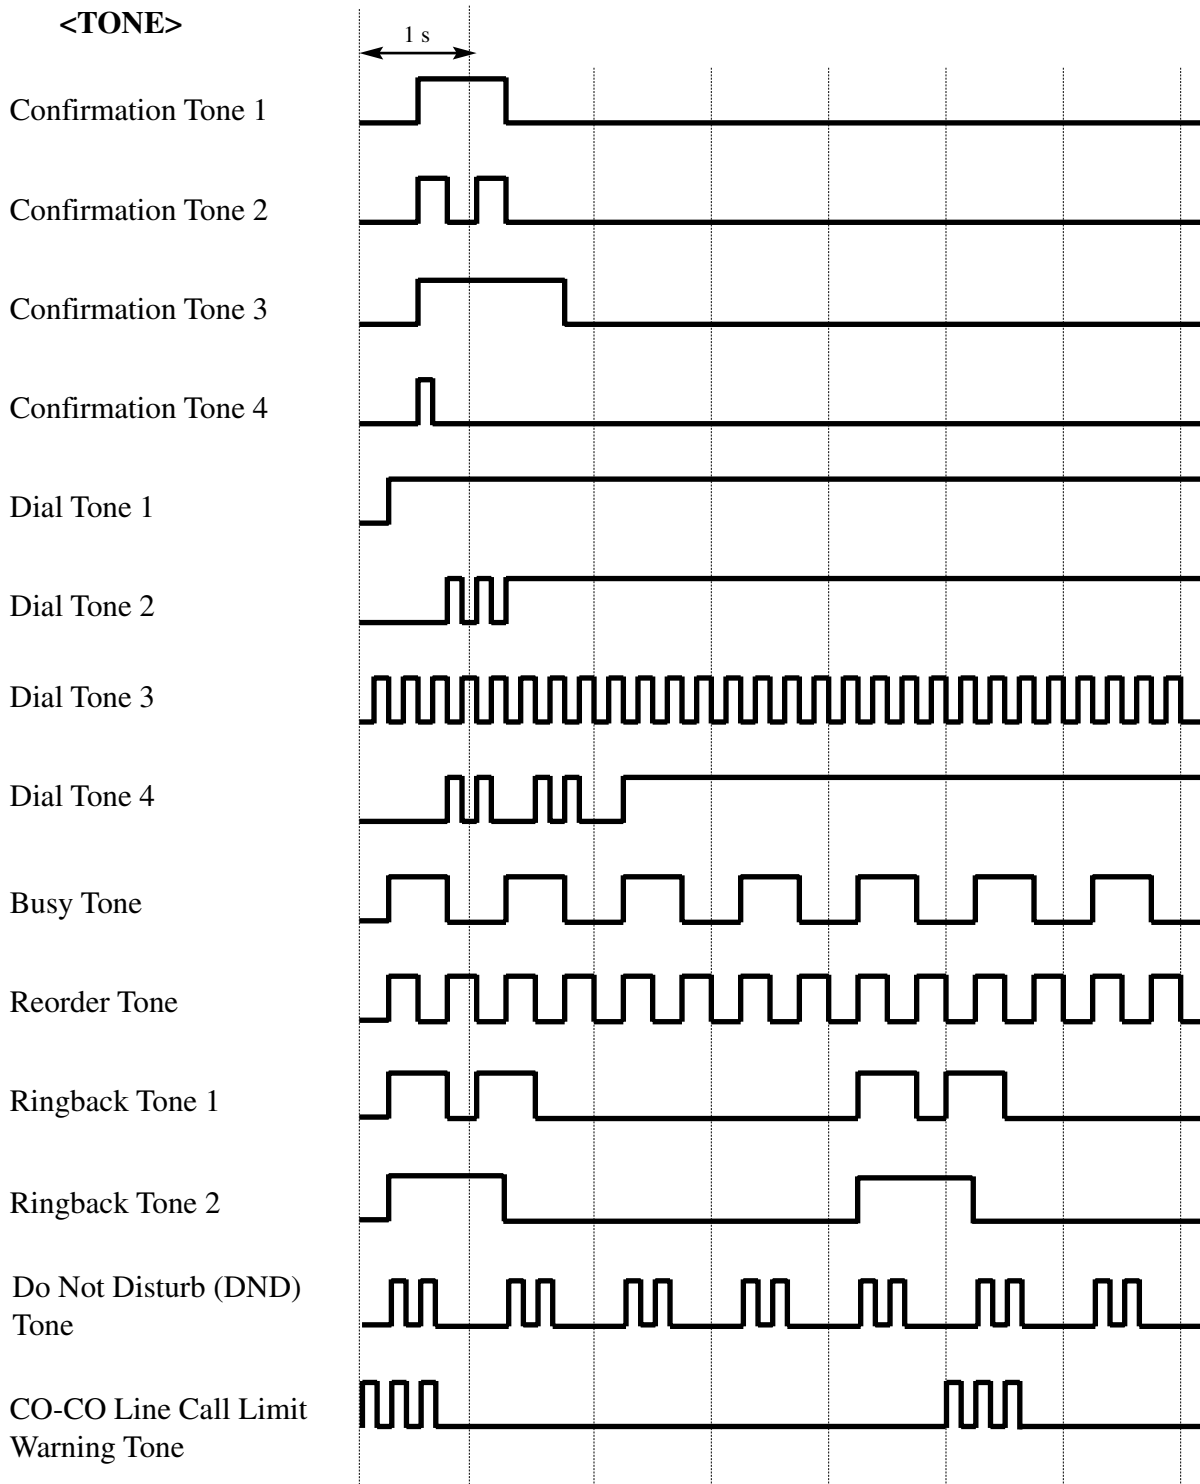 <TONE>
1 s
Confirmation Tone 1
Confirmation Tone 2
Confirmation Tone 3
Confirmation Tone 4
Dial Tone 1
Dial Tone 2
Dial Tone 3
Dial Tone 4
Busy Tone
Reorder Tone
Ringback Tone 1
Ringback Tone 2
Do Not Disturb (DND)
Tone
CO-CO Line Call Limit
Warning Tone